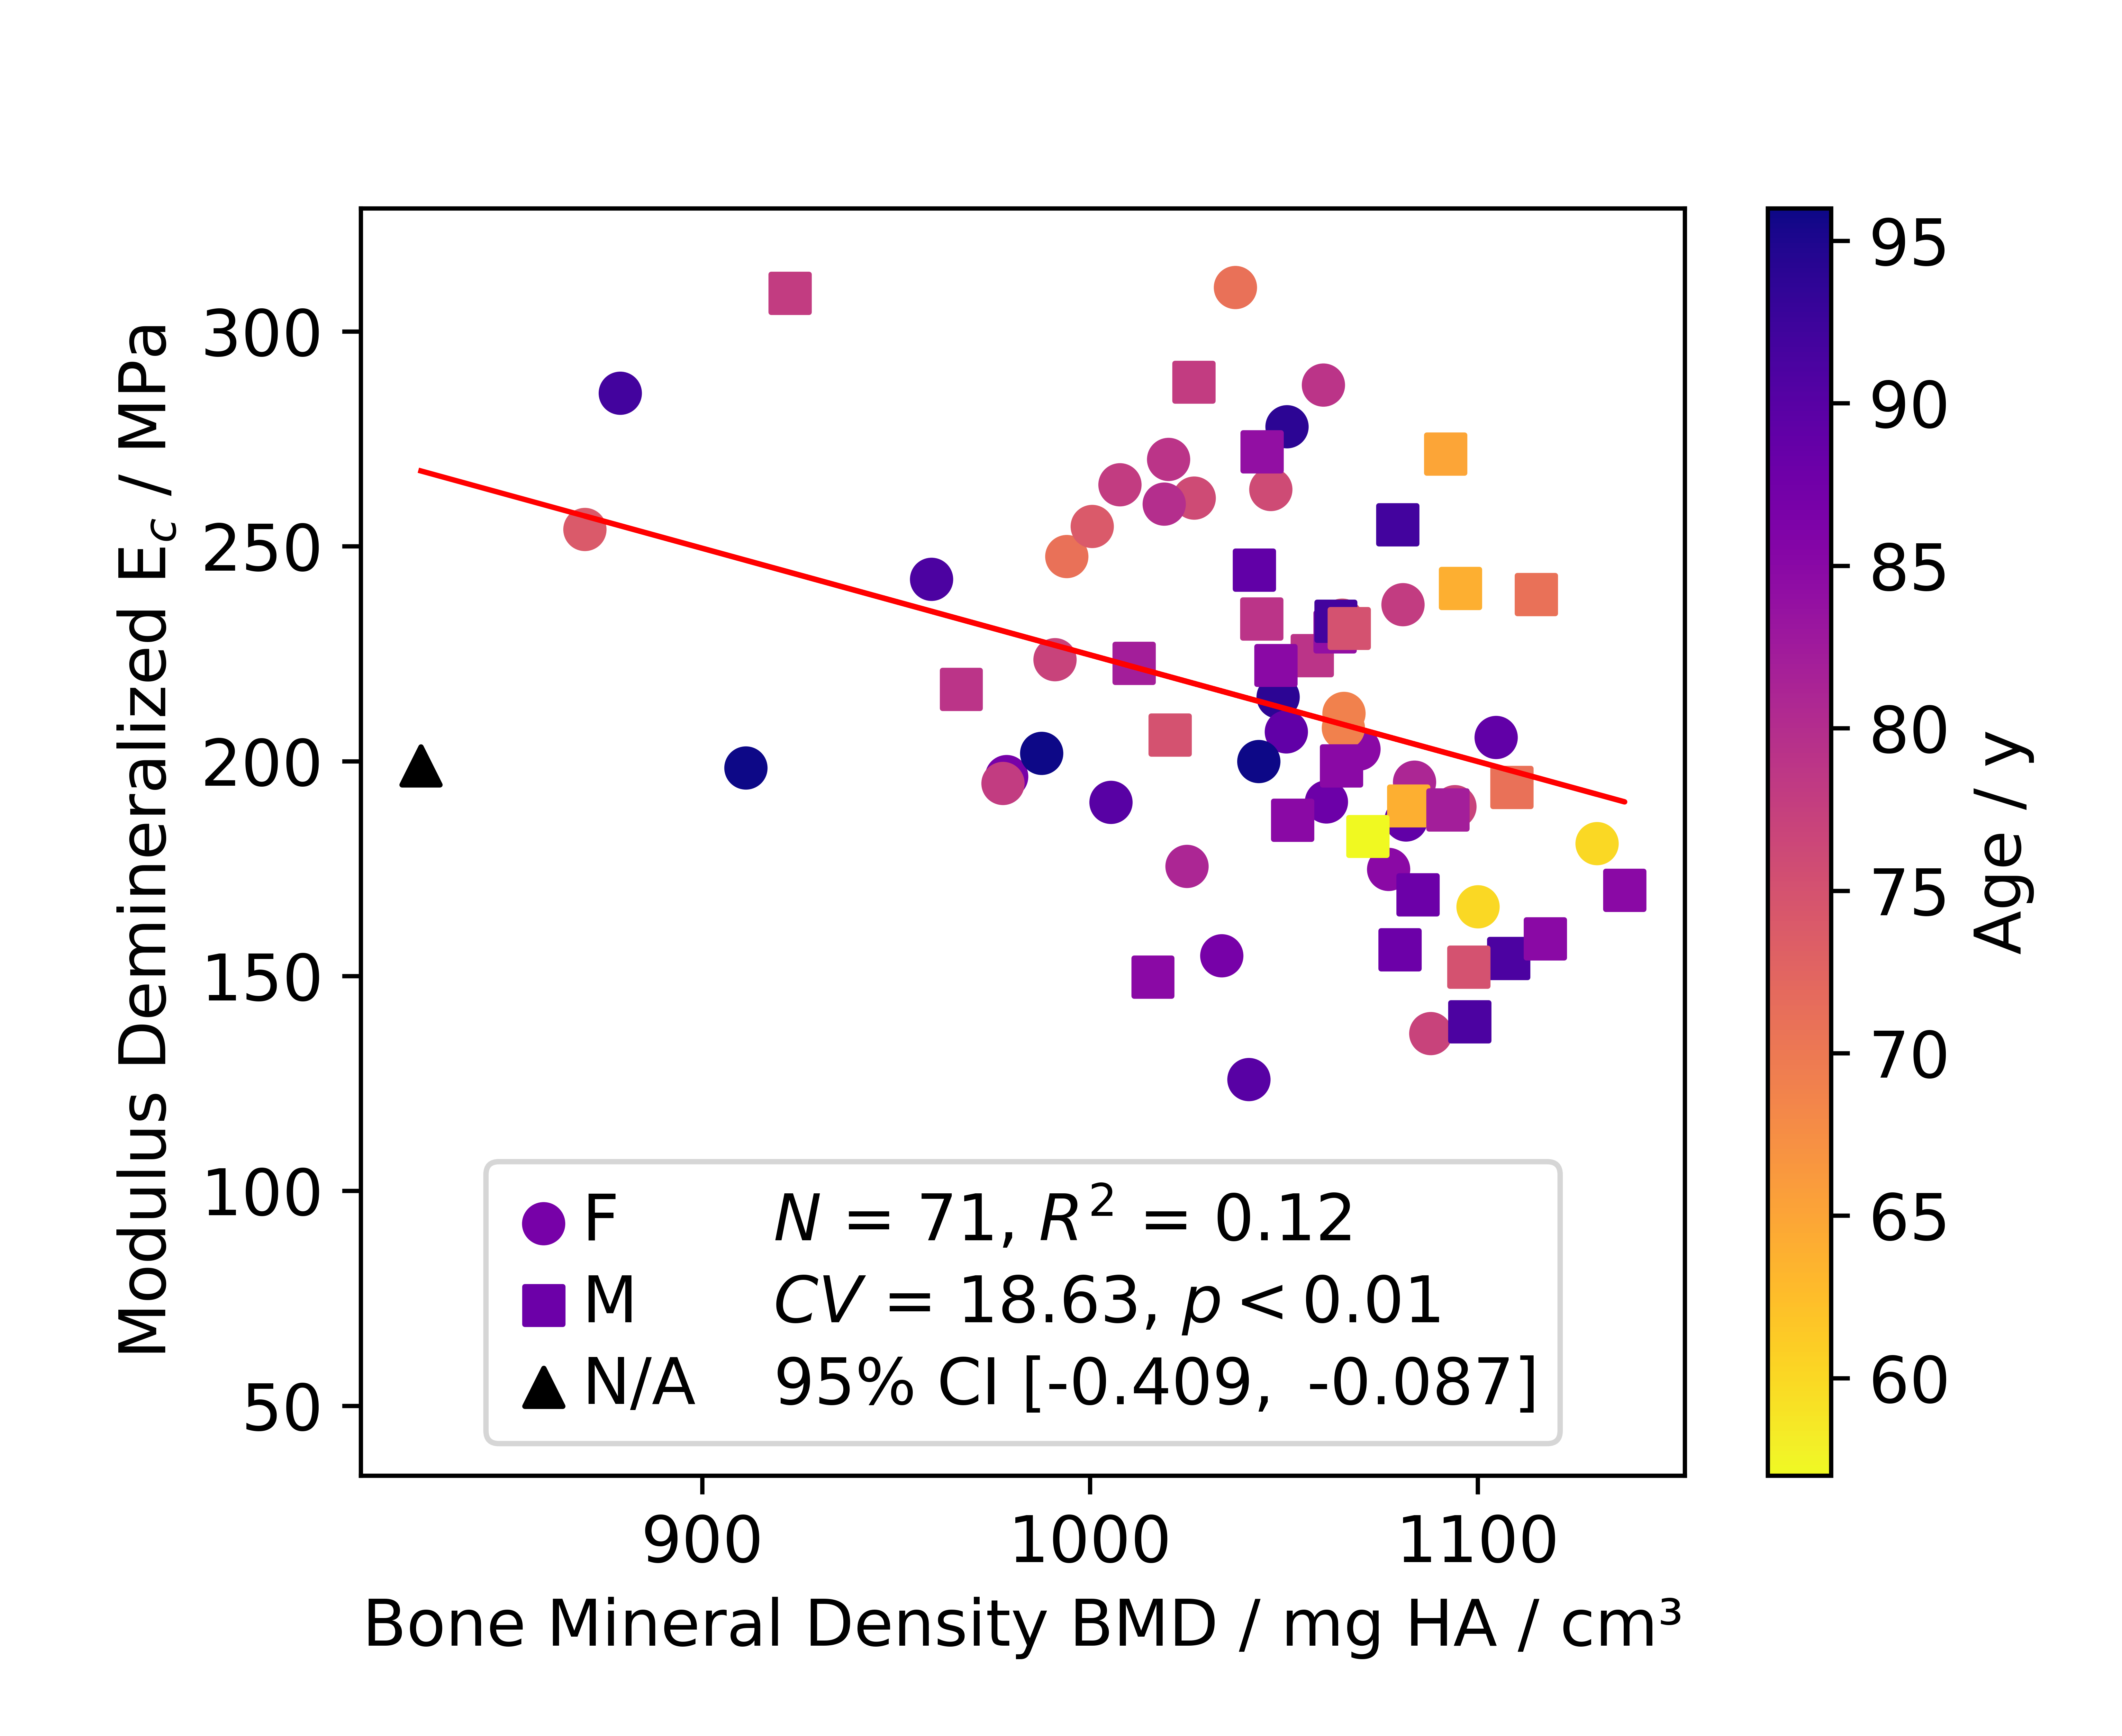 Modulus Demineralized E_c / MPa
300
250
200
150
100
50
900 1000 1100
Bone Mineral Density BMD / mg HA / cm³
F N = 71, R² = 0.12
M CV = 18.63, p < 0.01
N/A 95% CI [-0.409, -0.087]
95
90
85
80
75
70
65
60
Age / y